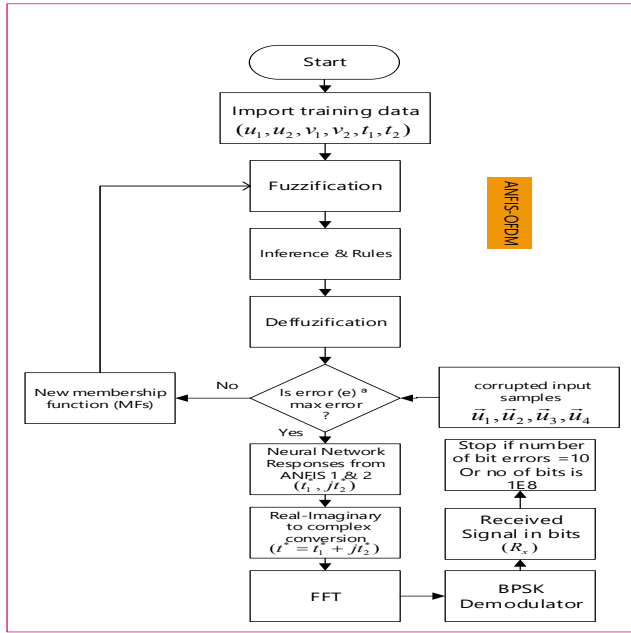 Start
Import training data
(u₁,u₂,v₁,v₂,t₁,t₂)
Fuzzification
ANFIS-OFDM
Inference & Rules
Deffuzification
New membership
function (MFs)
No
Is error (e) ª
max error
?
corrupted input
samples
u⃗₁,u⃗₂,u⃗₃,u⃗₄
Yes
Neural Network
Responses from
ANFIS 1 & 2
(t₁*, jt₂*)
Stop if number
of bit errors =10
Or no of bits is
1E8
Real-Imaginary
to complex
conversion
(t* = t₁* + jt₂*)
Received
Signal in bits
(Rₓ)
FFT
BPSK
Demodulator